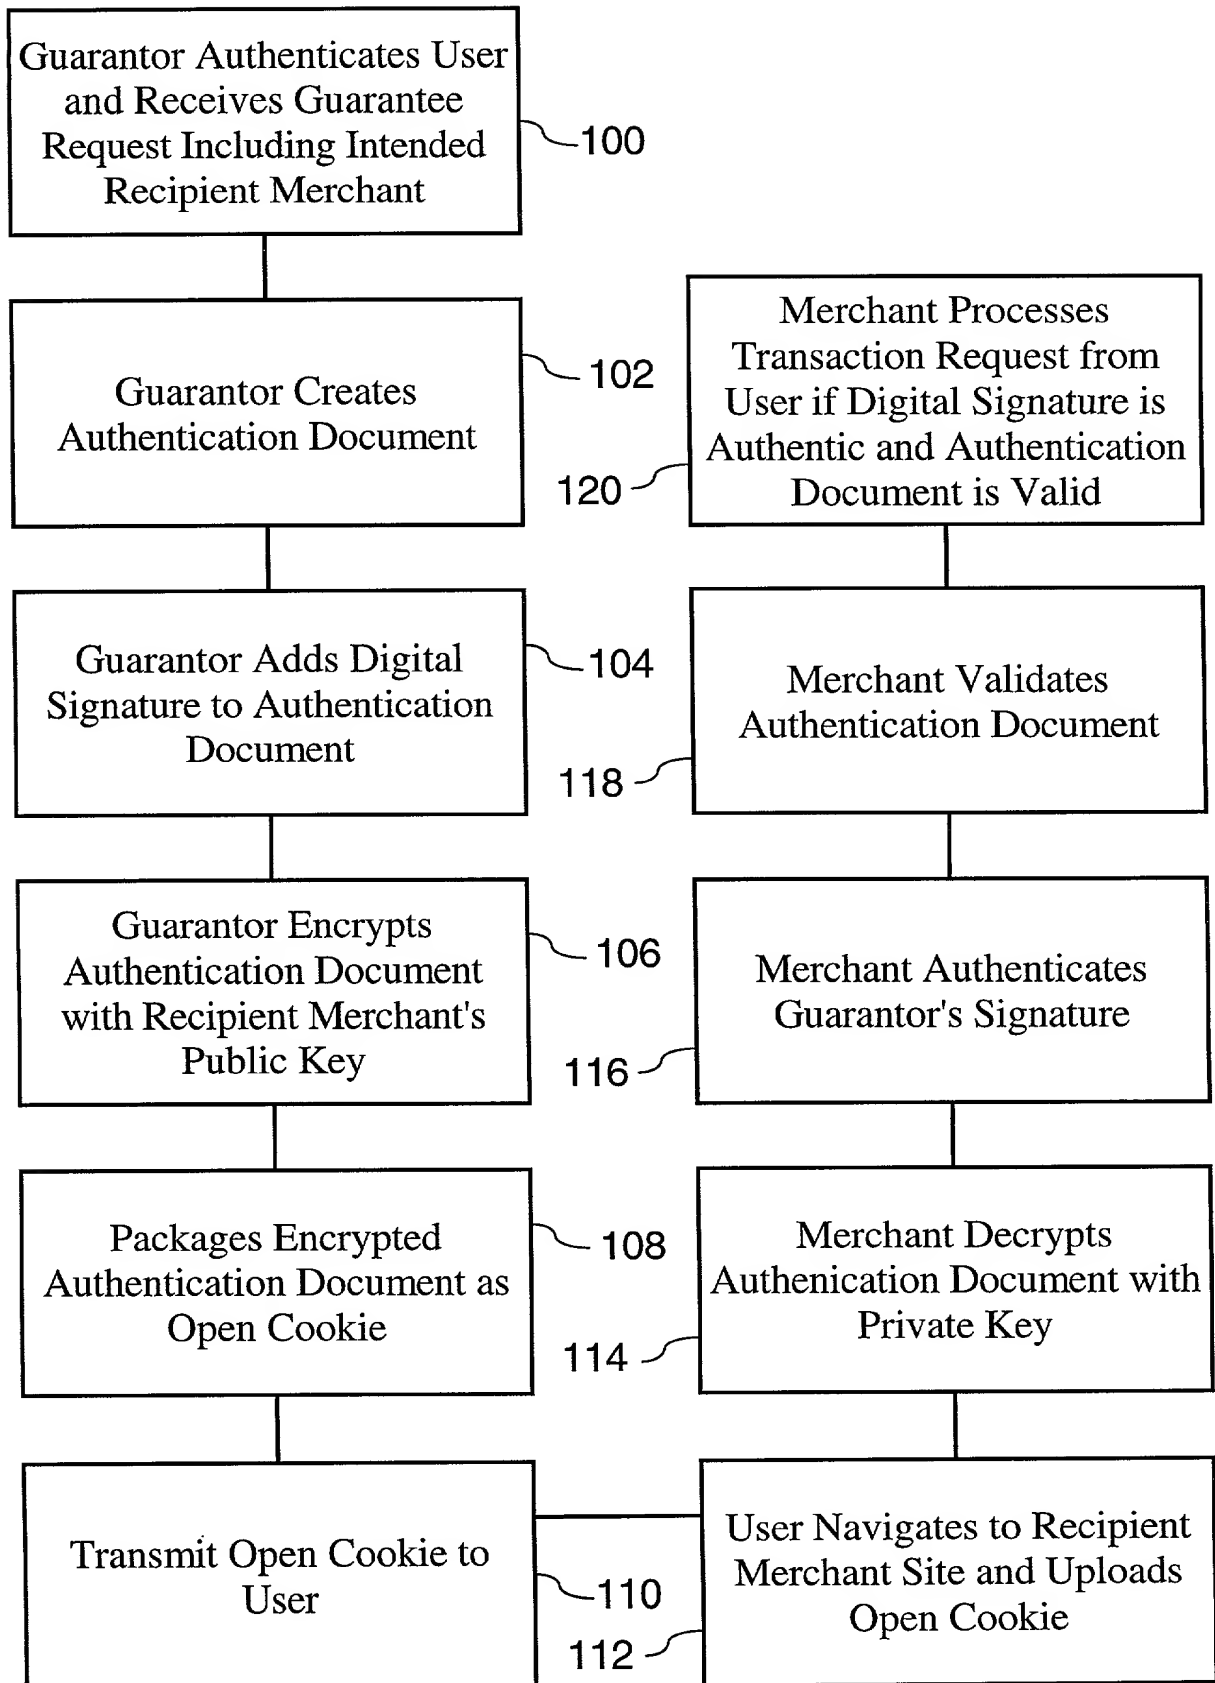 Guarantor Authenticates User
and Receives Guarantee
Request Including Intended
Recipient Merchant
100
Guarantor Creates
Authentication Document
102
Guarantor Adds Digital
Signature to Authentication
Document
104
Guarantor Encrypts
Authentication Document
with Recipient Merchant's
Public Key
106
Packages Encrypted
Authentication Document as
Open Cookie
108
Transmit Open Cookie to
User
110
User Navigates to Recipient
Merchant Site and Uploads
Open Cookie
112
Merchant Decrypts
Authenication Document with
Private Key
114
Merchant Authenticates
Guarantor's Signature
116
Merchant Validates
Authentication Document
118
Merchant Processes
Transaction Request from
User if Digital Signature is
Authentic and Authentication
Document is Valid
120